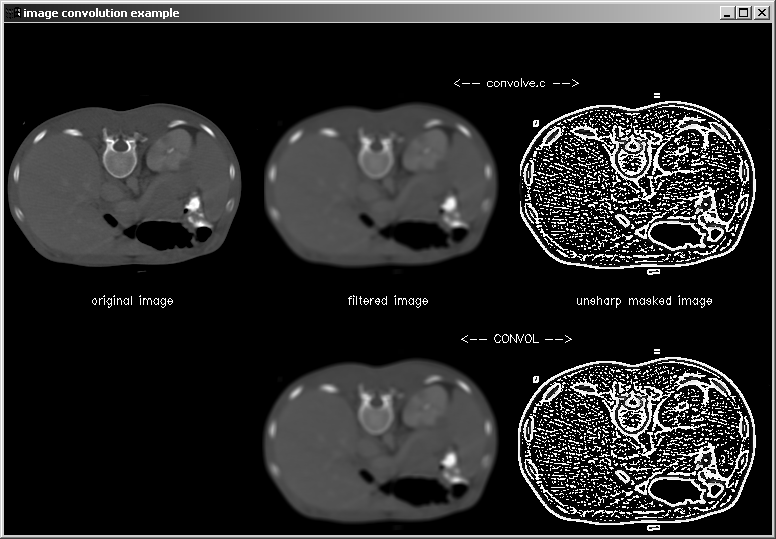 image convolution example
<-- convolve.c -->
original image
filtered image
unsharp masked image
<-- CONVOL -->